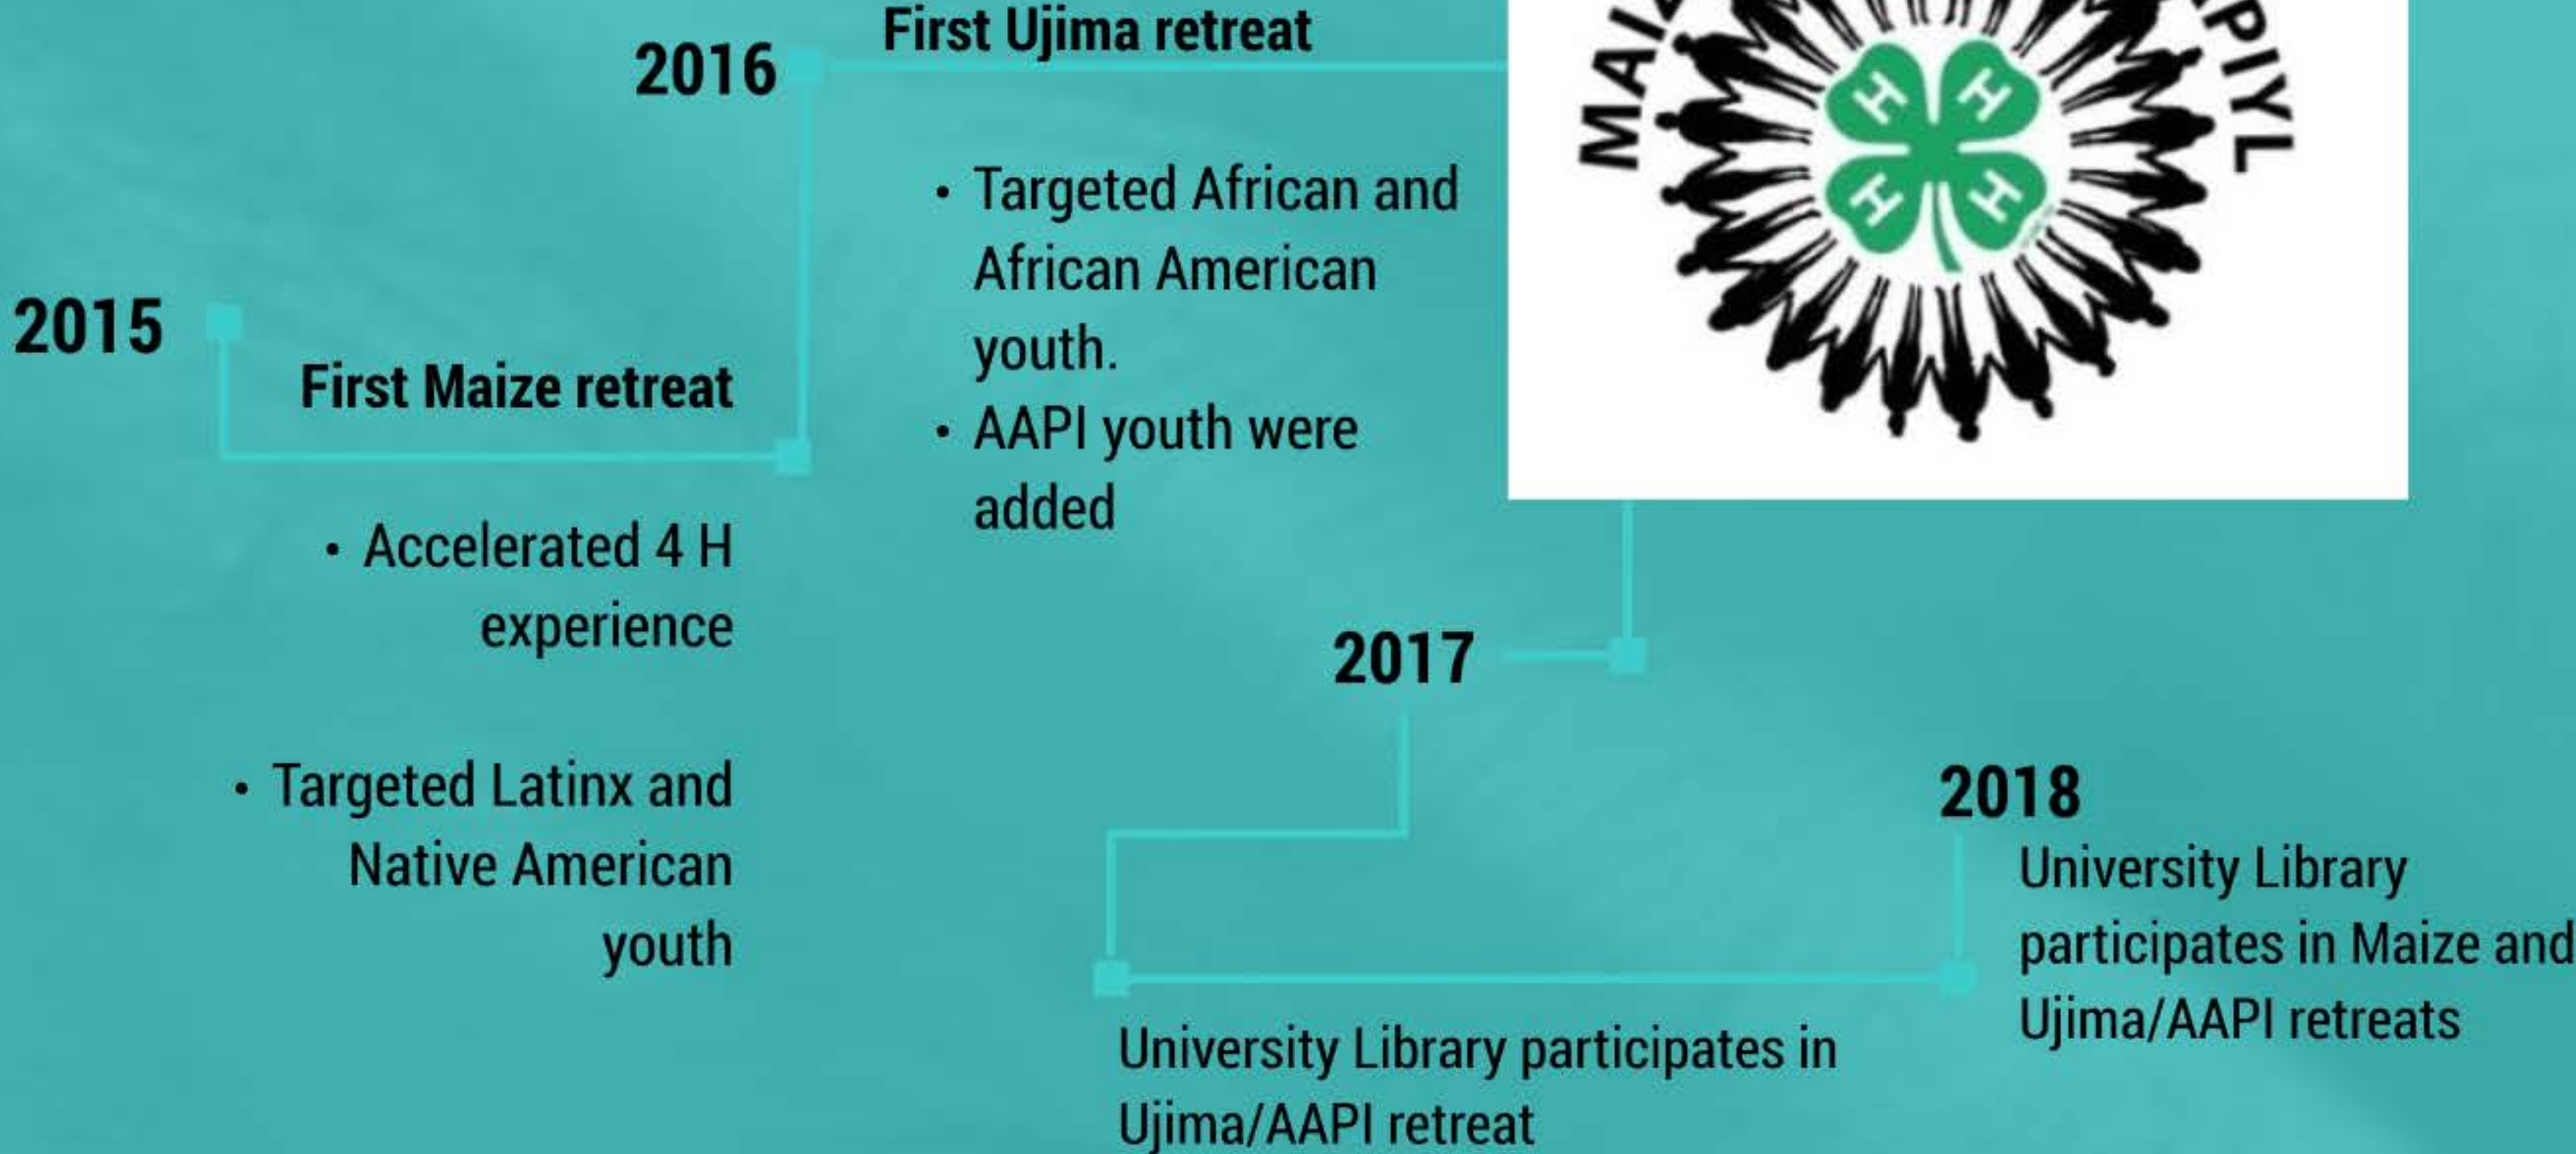 2015
First Maize retreat
• Accelerated 4 H
experience
• Targeted Latinx and
Native American
youth
2016
First Ujima retreat
• Targeted African and
African American
youth.
• AAPI youth were
added
H H
H H
2017
University Library participates in
Ujima/AAPI retreat
2018
University Library
participates in Maize and
Ujima/AAPI retreats